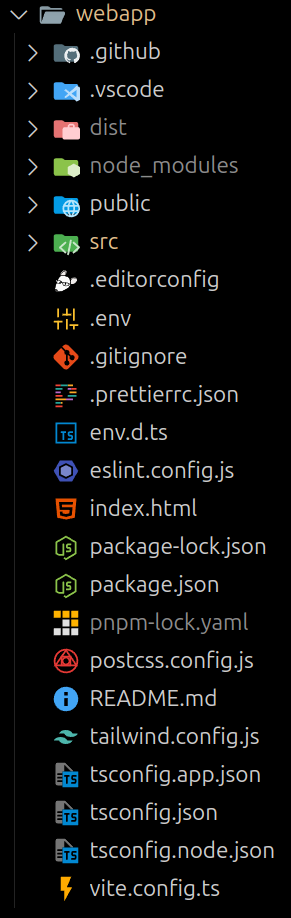 webapp
.github
.vscode
dist
node_modules
public
src
.editorconfig
.env
.gitignore
.prettierrc.json
env.d.ts
eslint.config.js
index.html
package-lock.json
package.json
pnpm-lock.yaml
postcss.config.js
README.md
tailwind.config.js
tsconfig.app.json
tsconfig.json
tsconfig.node.json
vite.config.ts